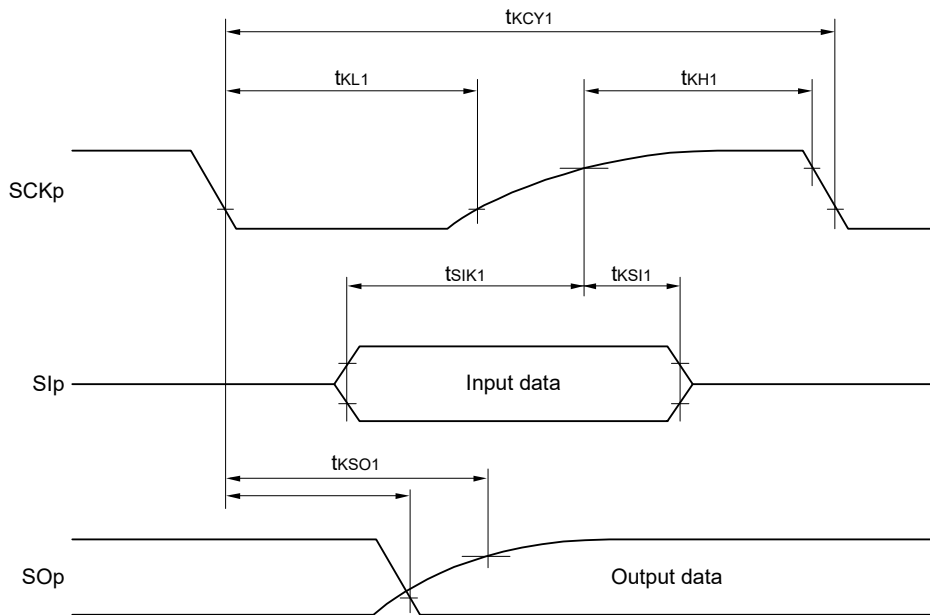 tKCY1
tKL1
tKH1
SCKp
tSIK1
tKSI1
SIp
Input data
tKSO1
SOp
Output data